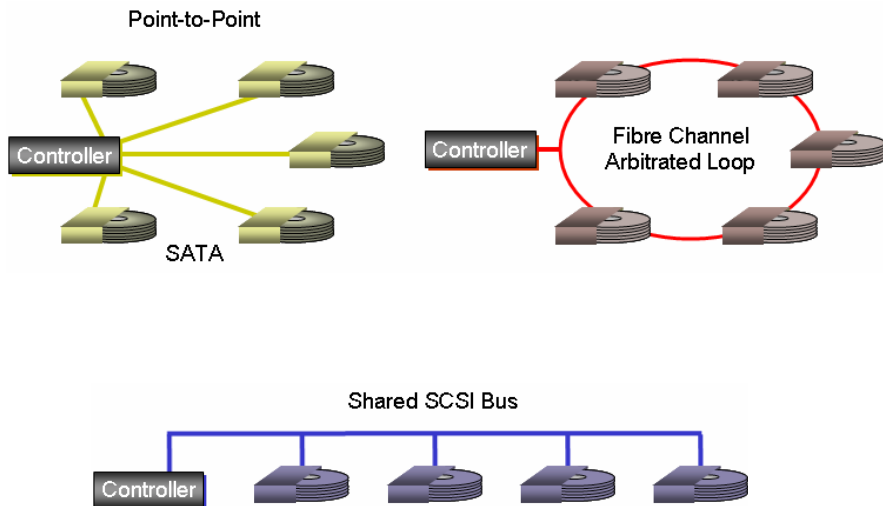 Point-to-Point
Controller
SATA
Controller
Fibre Channel
Arbitrated Loop
Shared SCSI Bus
Controller